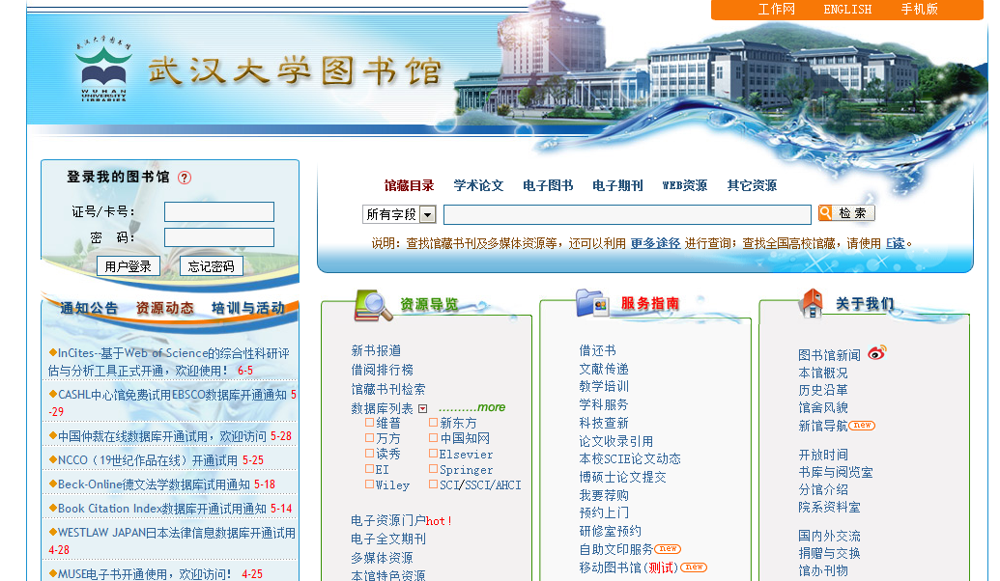 工作网 ENGLISH 手机版
武汉大学图书馆
WUHAN
UNIVERSITY
LIBRARIES
武汉大学图书馆
登录我的图书馆 ?
证号/卡号：
密 码：
用户登录 忘记密码
馆藏目录 学术论文 电子图书 电子期刊 WEB资源 其它资源
所有字段 检 索
说明：查找馆藏书刊及多媒体资源等，还可以利用 更多途径 进行查询；查找全国高校馆藏，请使用 E读。
通知公告 资源动态 培训与活动
InCites--基于Web of Science的综合性科研评
估与分析工具正式开通，欢迎使用！ 6-5
CASHL中心馆免费试用EBSCO数据库开通通知 5
-29
中国仲裁在线数据库开通试用，欢迎访问 5-28
NCCO（19世纪作品在线）开通试用 5-25
Beck-Online德文法学数据库试用通知 5-18
Book Citation Index数据库开通试用通知 5-14
WESTLAW JAPAN日本法律信息数据库开通试用
4-28
MUSE电子书开通使用，欢迎访问！ 4-25
资源导览
新书报道
借阅排行榜
馆藏书刊检索
数据库列表 ..........more
维普 新东方
万方 中国知网
读秀 Elsevier
EI Springer
Wiley SCI/SSCI/AHCI
电子资源门户hot!
电子全文期刊
多媒体资源
本馆特色资源
服务指南
借还书
文献传递
教学培训
学科服务
科技查新
论文收录引用
本校SCIE论文动态
博硕士论文提交
我要荐购
预约上门
研修室预约
自助文印服务new
移动图书馆(测试)new
关于我们
图书馆新闻
本馆概况
历史沿革
馆舍风貌
新馆导航new
开放时间
书库与阅览室
分馆介绍
院系资料室
国内外交流
捐赠与交换
馆办刊物